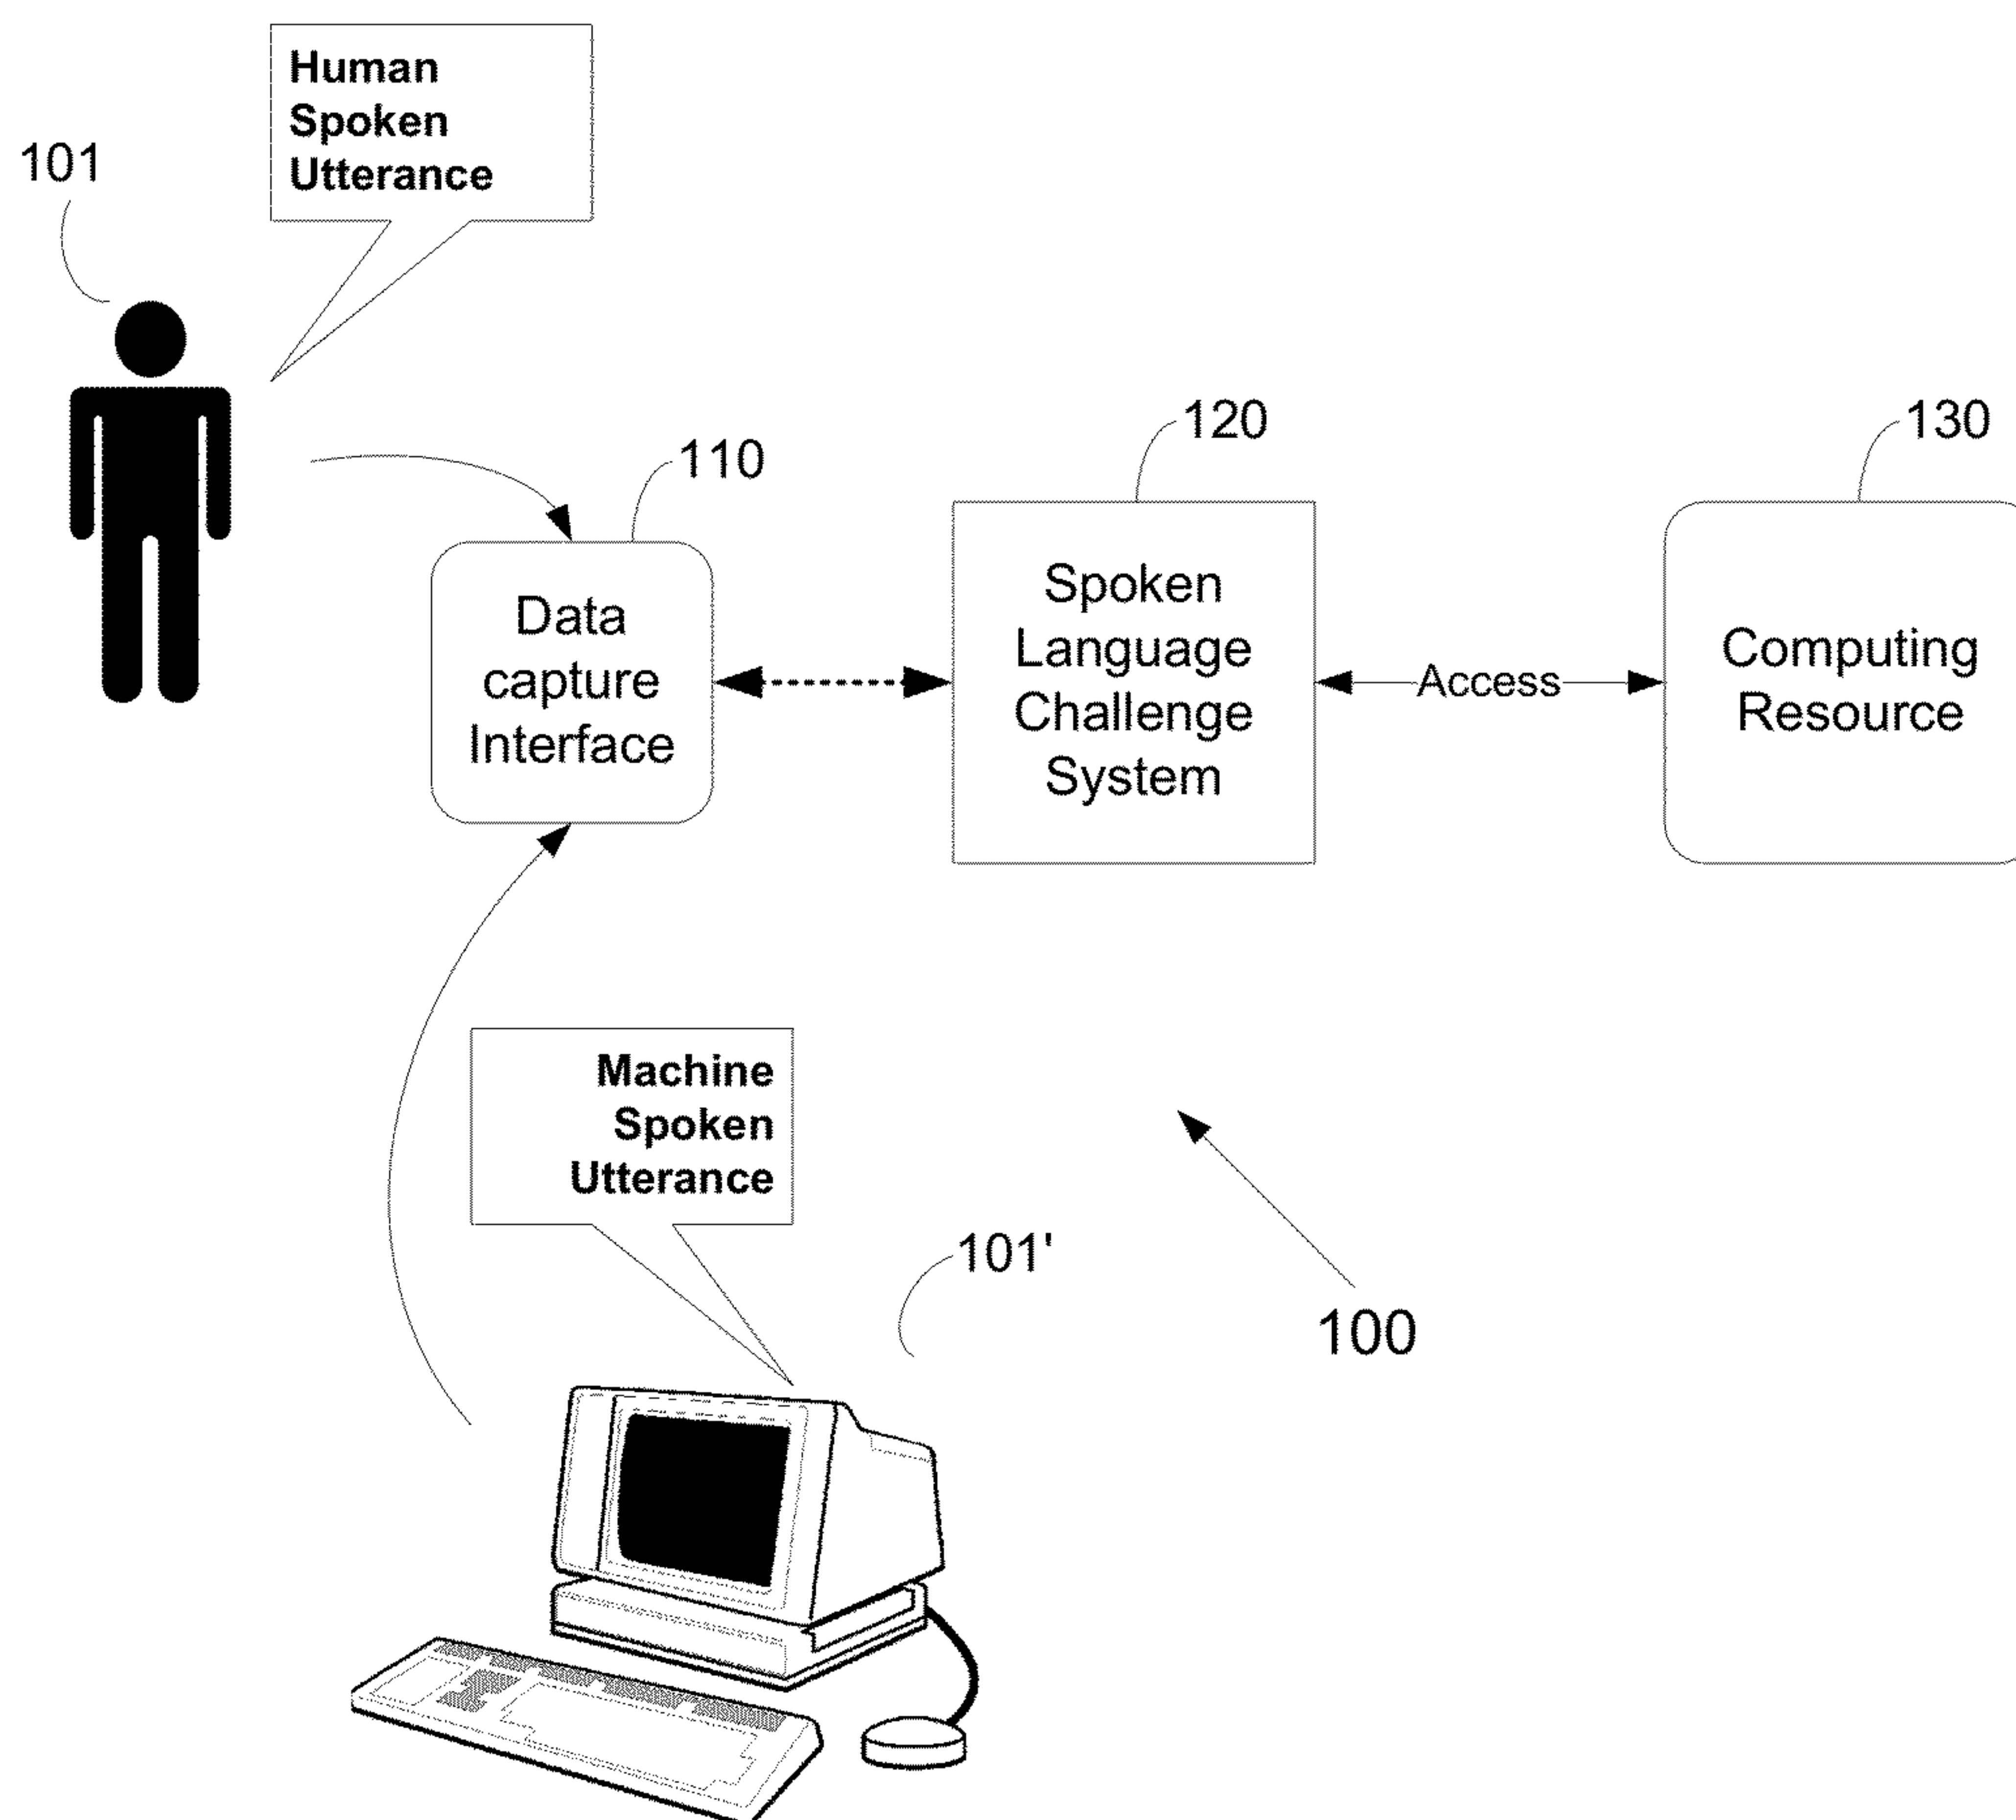 Human
Spoken
Utterance
101
110
120
130
Data
capture
Interface
Spoken
Language
Challenge
System
Access
Computing
Resource
Machine
Spoken
Utterance
101'
100